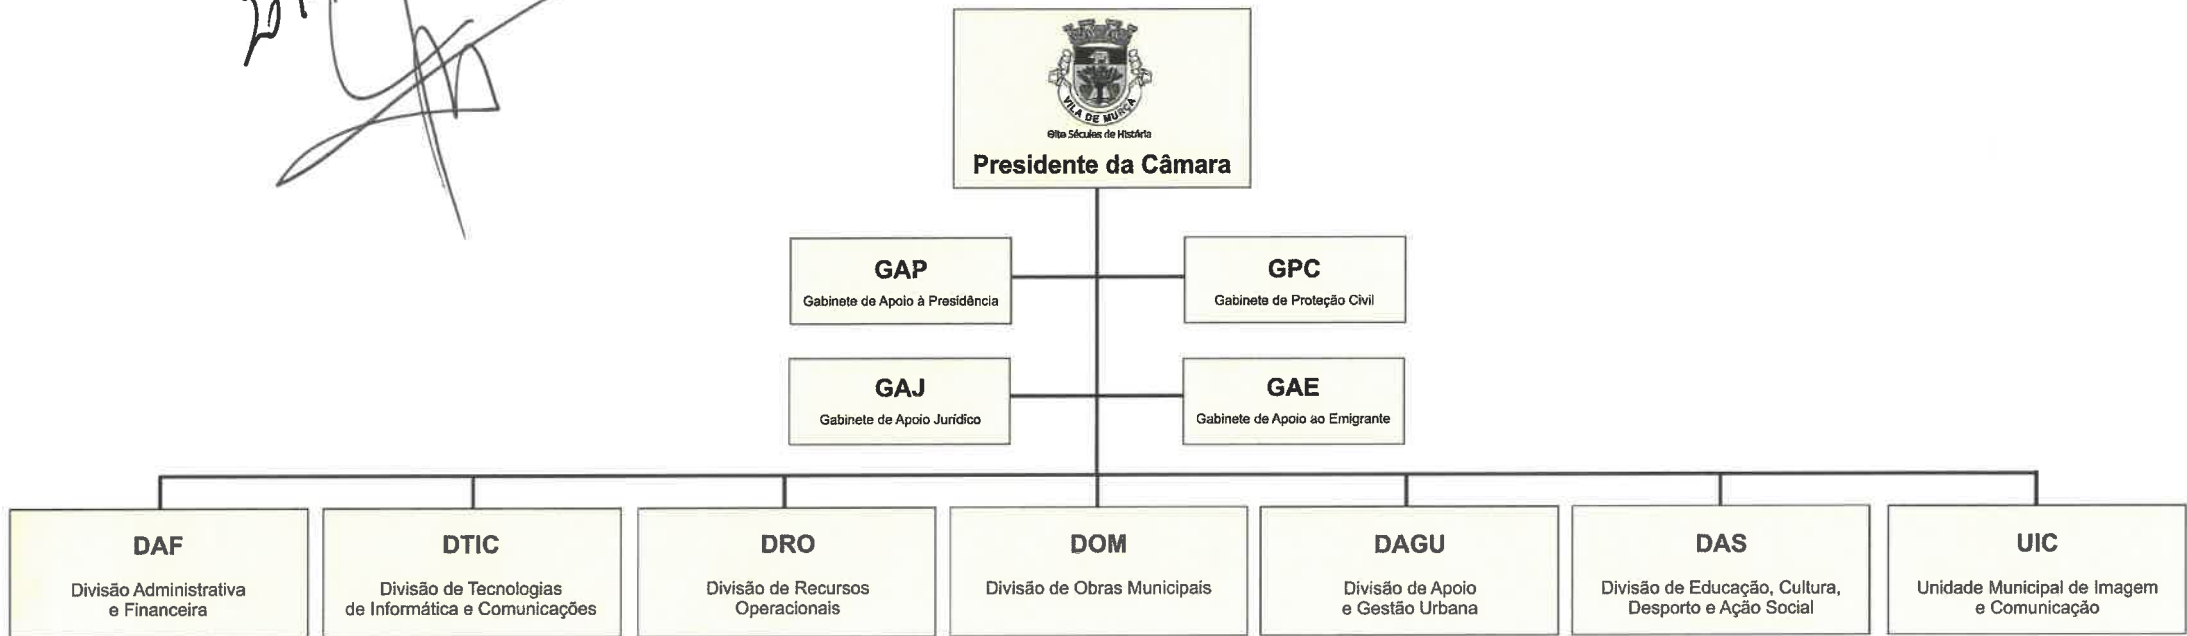 VILA DE MURÇA
Oito Séculos de História
Presidente da Câmara
GAP
Gabinete de Apoio à Presidência
GPC
Gabinete de Proteção Civil
GAJ
Gabinete de Apoio Jurídico
GAE
Gabinete de Apoio ao Emigrante
DAF
Divisão Administrativa
e Financeira
DTIC
Divisão de Tecnologias
de Informática e Comunicações
DRO
Divisão de Recursos
Operacionais
DOM
Divisão de Obras Municipais
DAGU
Divisão de Apoio
e Gestão Urbana
DAS
Divisão de Educação, Cultura,
Desporto e Ação Social
UIC
Unidade Municipal de Imagem
e Comunicação